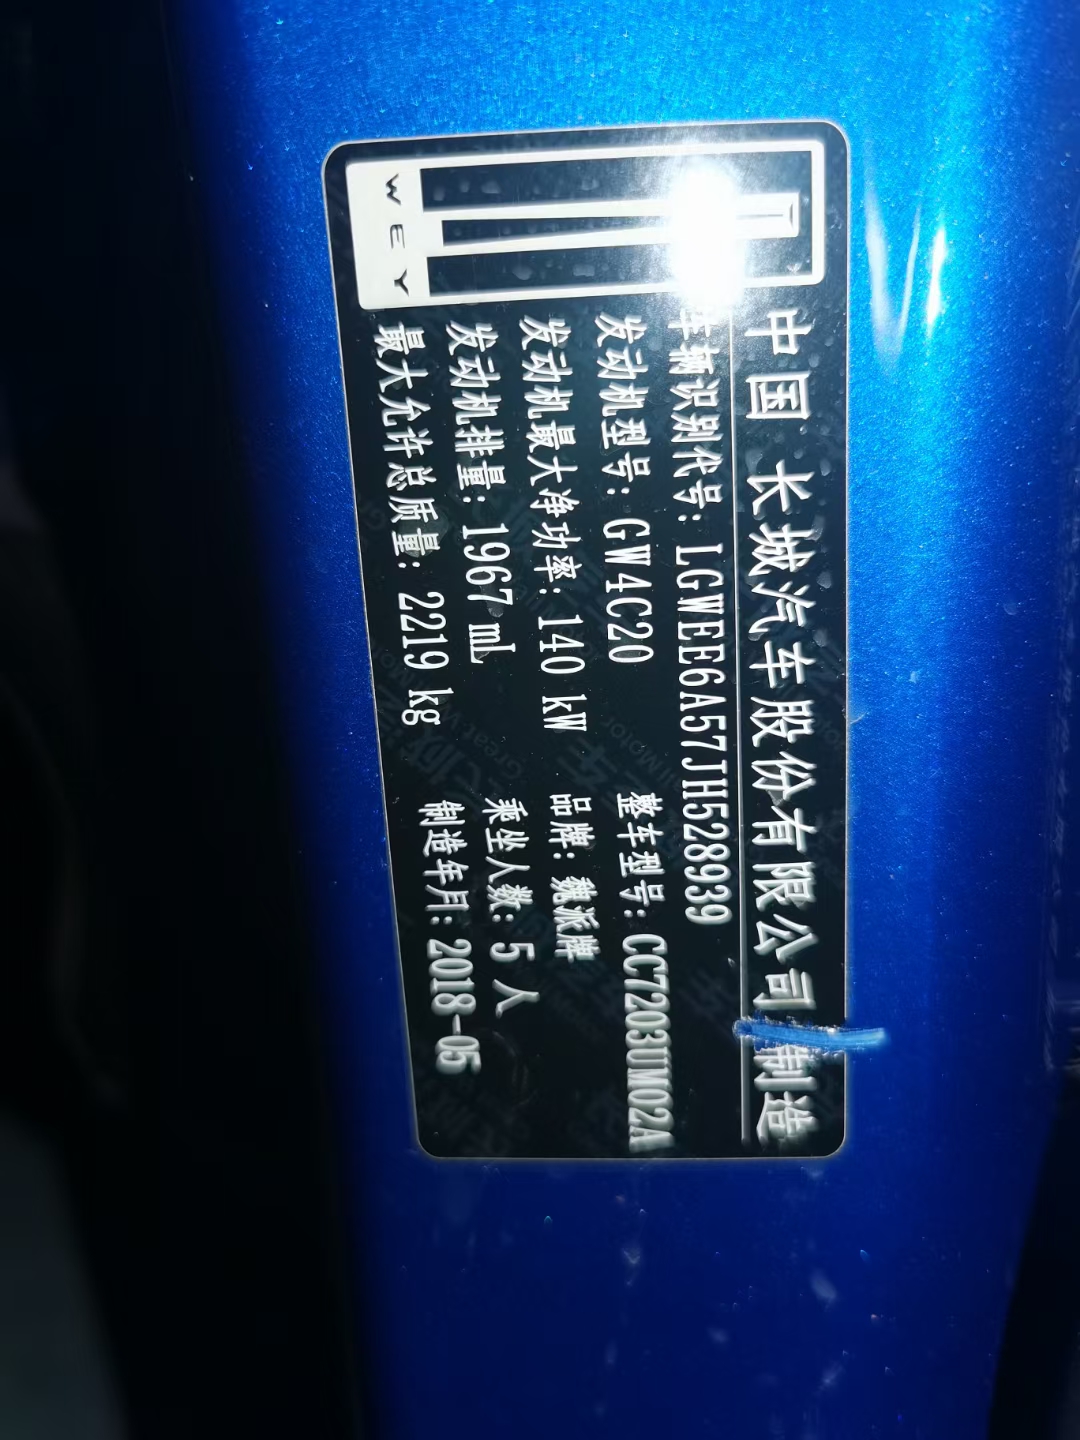 WEY
中国 长城汽车股份有限公司 制造
车辆识别代号: LGWEE6A57JH528939
发动机型号: GW4C20 整车型号: CC7203UM02A
发动机最大净功率: 140 kW 品牌: 魏派牌
发动机排量: 1967 mL 乘坐人数: 5 人
最大允许总质量: 2219 kg 制造年月: 2018-05